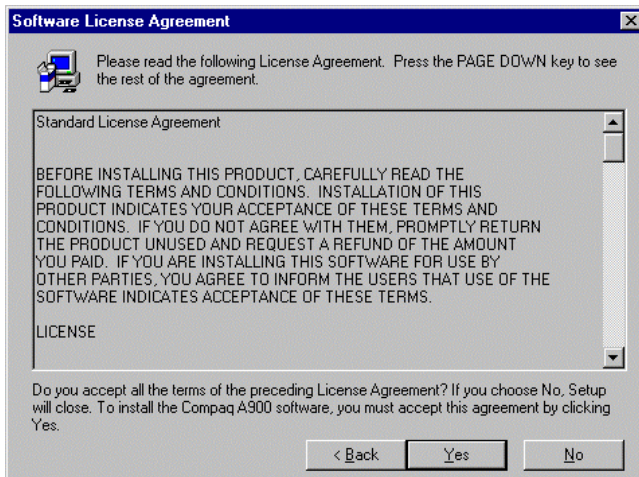 Software License Agreement
Please read the following License Agreement. Press the PAGE DOWN key to see
the rest of the agreement.
Standard License Agreement
BEFORE INSTALLING THIS PRODUCT, CAREFULLY READ THE
FOLLOWING TERMS AND CONDITIONS. INSTALLATION OF THIS
PRODUCT INDICATES YOUR ACCEPTANCE OF THESE TERMS AND
CONDITIONS. IF YOU DO NOT AGREE WITH THEM, PROMPTLY RETURN
THE PRODUCT UNUSED AND REQUEST A REFUND OF THE AMOUNT
YOU PAID. IF YOU ARE INSTALLING THIS SOFTWARE FOR USE BY
OTHER PARTIES, YOU AGREE TO INFORM THE USERS THAT USE OF THE
SOFTWARE INDICATES ACCEPTANCE OF THESE TERMS.
LICENSE
Do you accept all the terms of the preceding License Agreement? If you choose No, Setup
will close. To install the Compaq A900 software, you must accept this agreement by clicking
Yes.
< Back
Yes
No